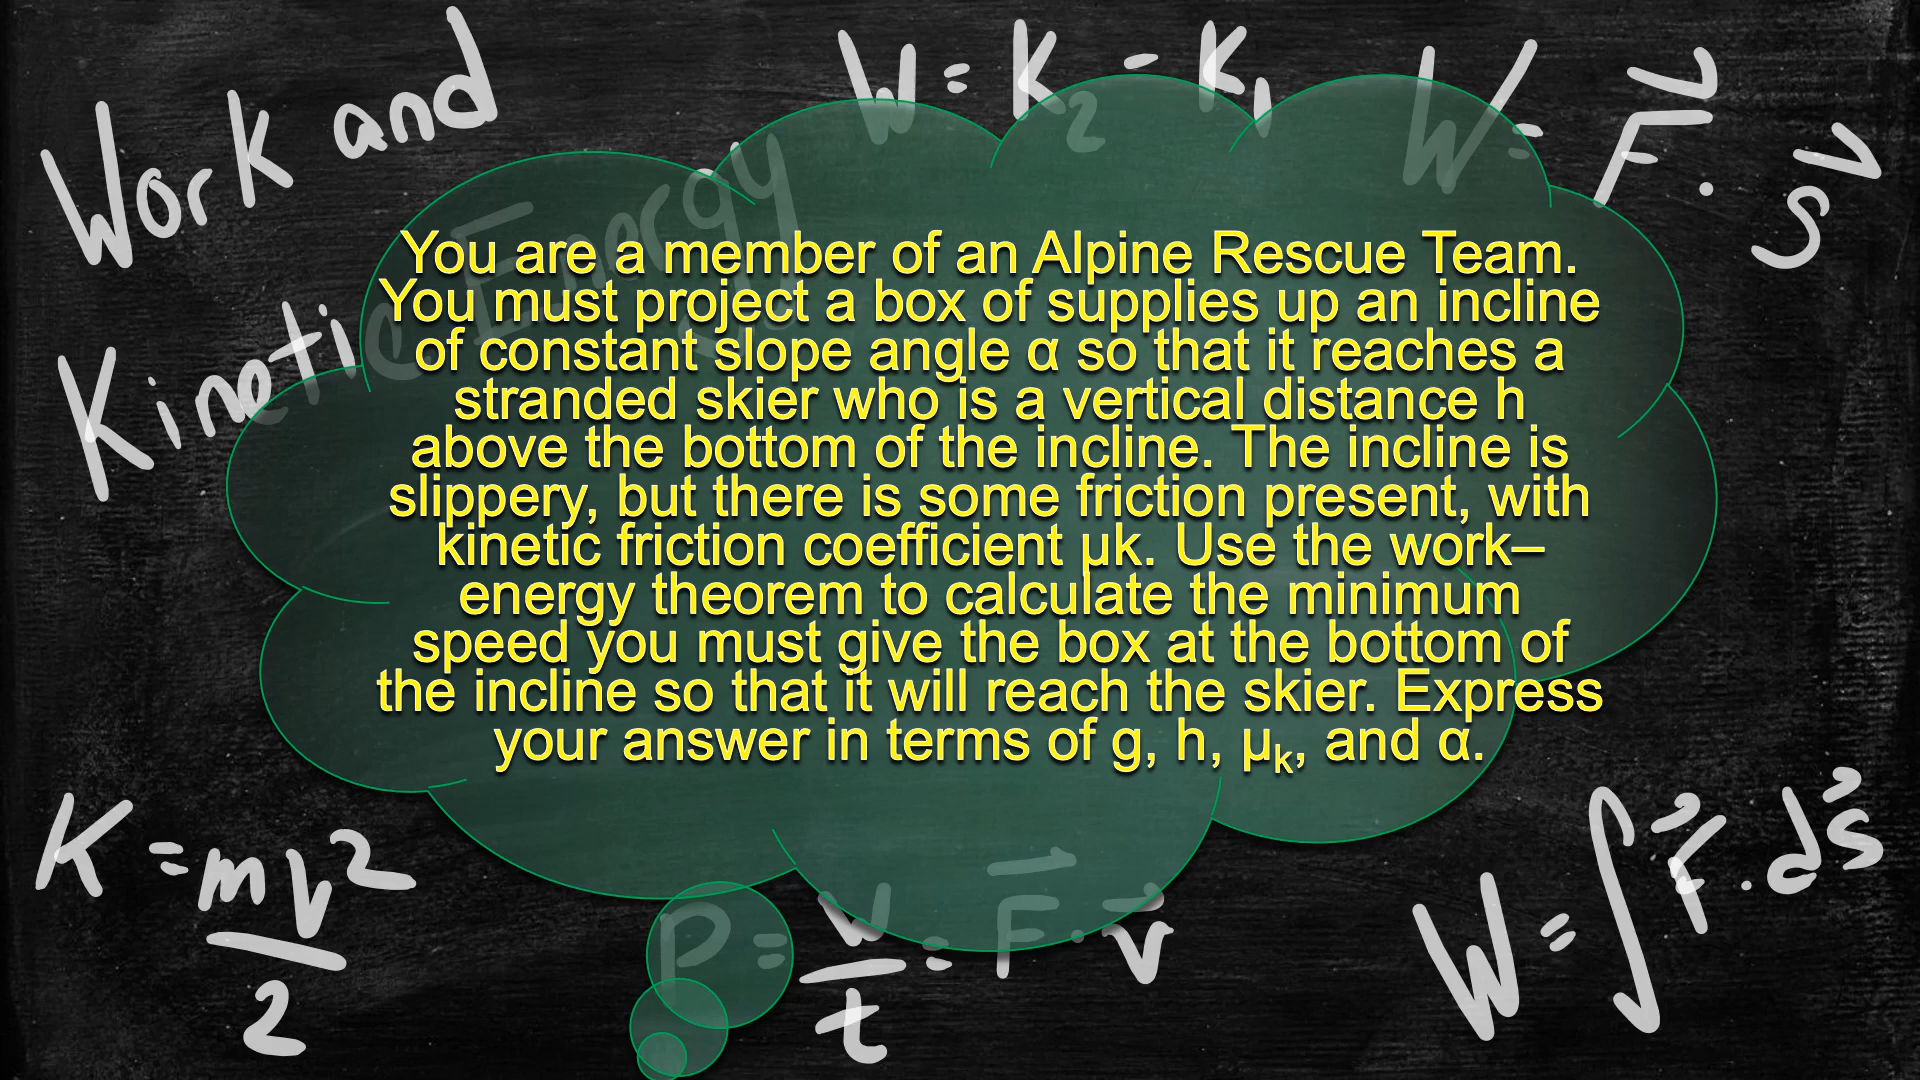 Work and
Kinetic Energy
W = K₂ - K₁
W = F⃗ · s⃗
You are a member of an Alpine Rescue Team.
You must project a box of supplies up an incline
of constant slope angle α so that it reaches a
stranded skier who is a vertical distance h
above the bottom of the incline. The incline is
slippery, but there is some friction present, with
kinetic friction coefficient µk. Use the work–
energy theorem to calculate the minimum
speed you must give the box at the bottom of
the incline so that it will reach the skier. Express
your answer in terms of g, h, µₖ, and α.
K = mv²
2
P = W = F⃗ · v⃗
t
W = ∫ F⃗ · ds⃗